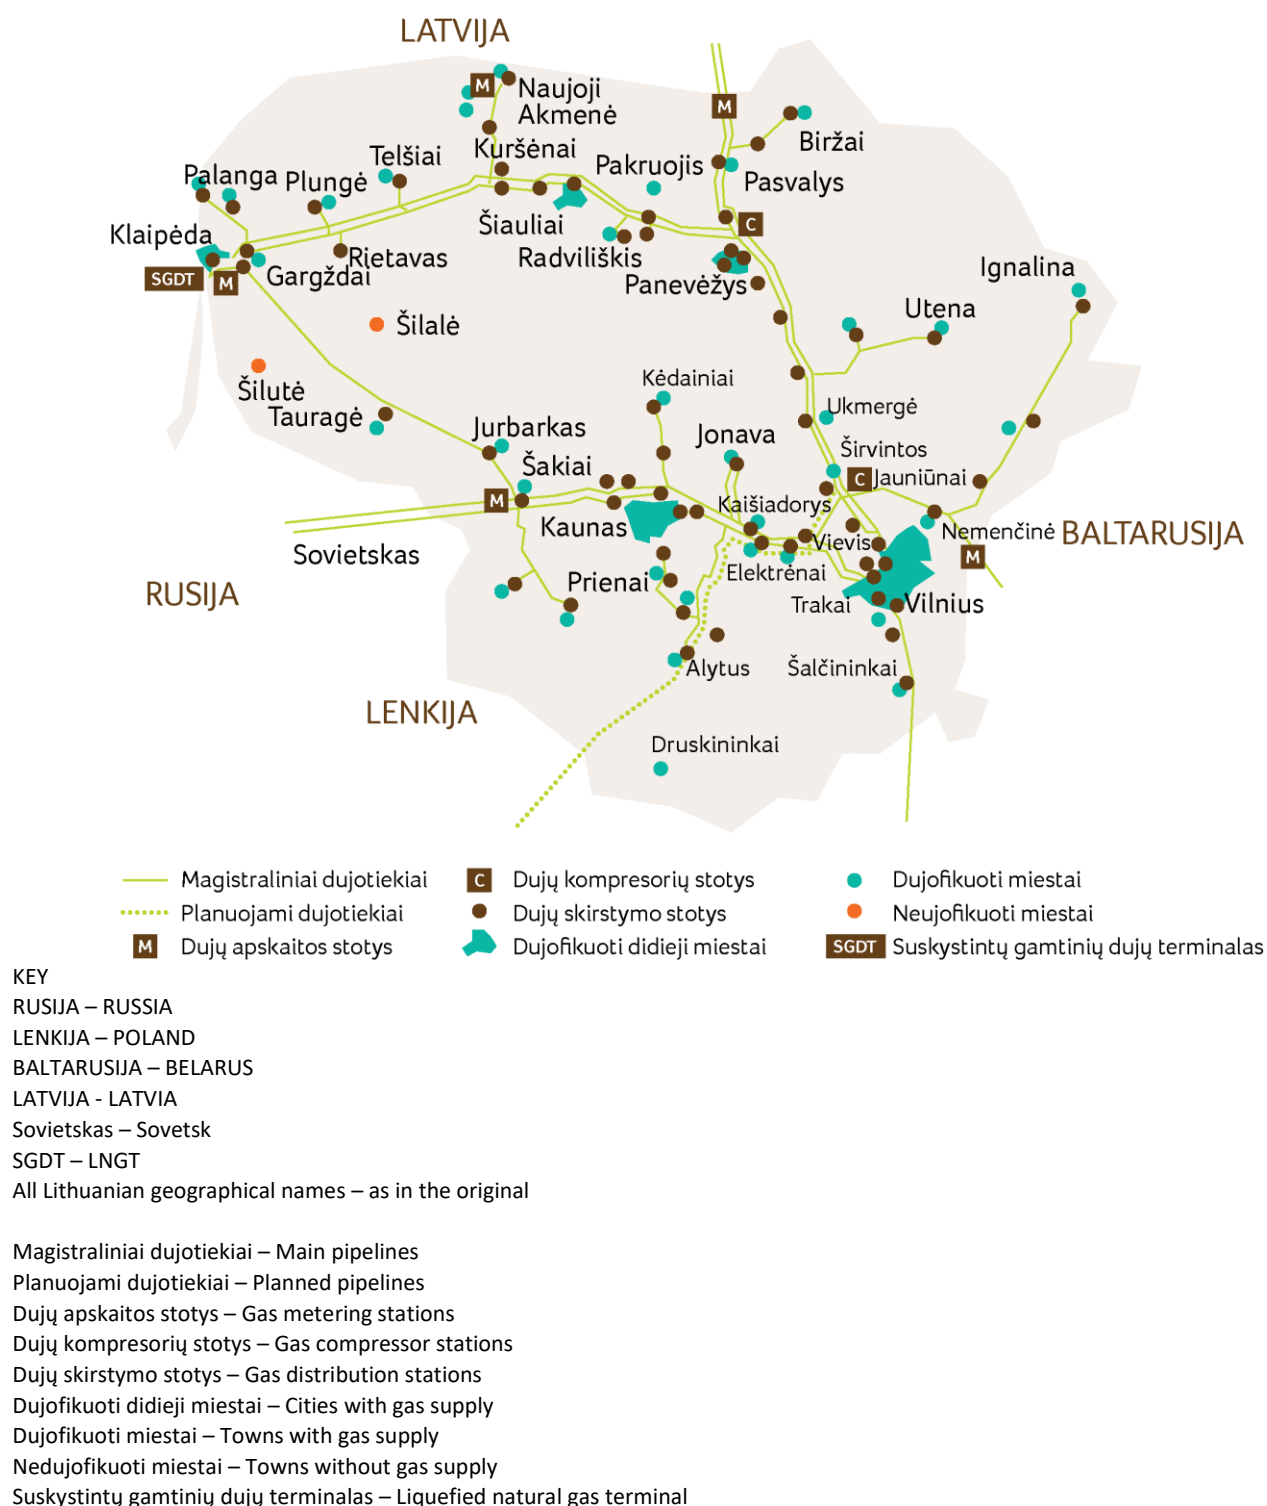 LATVIJA
M
Naujoji
Akmenė
M
Biržai
Telšiai
Kuršėnai
Pakruojis
Pasvalys
Palanga
Plungė
Klaipėda
Šiauliai
C
Radviliškis
Rietavas
Gargždai
SGDT
M
Panevėžys
Ignalina
Utena
Šilalė
Šilutė
Tauragė
Kėdainiai
Ukmergė
Jurbarkas
Jonava
Širvintos
Šakiai
C
Jauniūnai
M
Kaišiadorys
Kaunas
Nemenčinė
BALTARUSIJA
Sovietskas
Vievis
M
Elektrėnai
Prienai
RUSIJA
Trakai
Vilnius
Alytus
Šalčininkai
LENKIJA
Druskininkai
Magistraliniai dujotiekiai
C
Dujų kompresorių stotys
Dujofikuoti miestai
Planuojami dujotiekiai
Dujų skirstymo stotys
Neujofikuoti miestai
M
Dujų apskaitos stotys
Dujofikuoti didieji miestai
SGDT
Suskystintų gamtinių dujų terminalas
KEY
RUSIJA – RUSSIA
LENKIJA – POLAND
BALTARUSIJA – BELARUS
LATVIJA - LATVIA
Sovietskas – Sovetsk
SGDT – LNGT
All Lithuanian geographical names – as in the original
Magistraliniai dujotiekiai – Main pipelines
Planuojami dujotiekiai – Planned pipelines
Dujų apskaitos stotys – Gas metering stations
Dujų kompresorių stotys – Gas compressor stations
Dujų skirstymo stotys – Gas distribution stations
Dujofikuoti didieji miestai – Cities with gas supply
Dujofikuoti miestai – Towns with gas supply
Nedujofikuoti miestai – Towns without gas supply
Suskystintų gamtinių dujų terminalas – Liquefied natural gas terminal